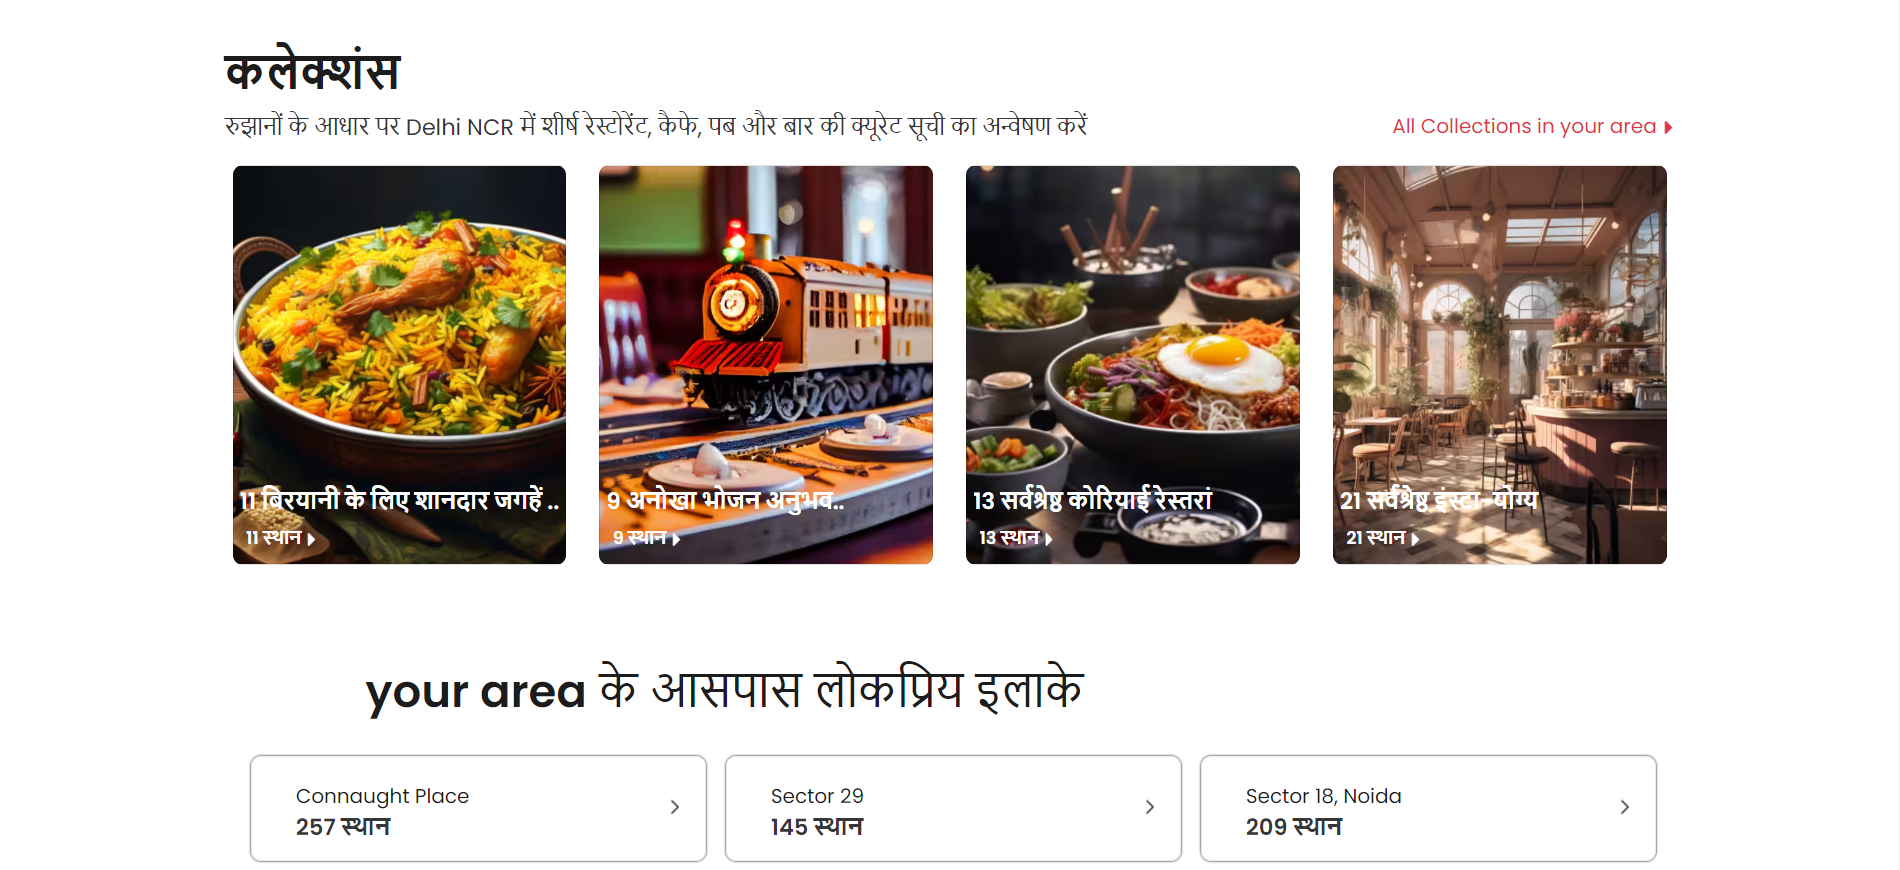 कलेक्शंस
रुझानों के आधार पर Delhi NCR में शीर्ष रेस्टोरेंट, कैफे, पब और बार की क्यूरेट सूची का अन्वेषण करें
All Collections in your area
11 बिरयानी के लिए शानदार जगहें ..
11 स्थान
9 अनोखा भोजन अनुभव..
9 स्थान
13 सर्वश्रेष्ठ कोरियाई रेस्तरां
13 स्थान
21 सर्वश्रेष्ठ इंस्टा-योग्य
21 स्थान
your area के आसपास लोकप्रिय इलाके
Connaught Place
257 स्थान
Sector 29
145 स्थान
Sector 18, Noida
209 स्थान